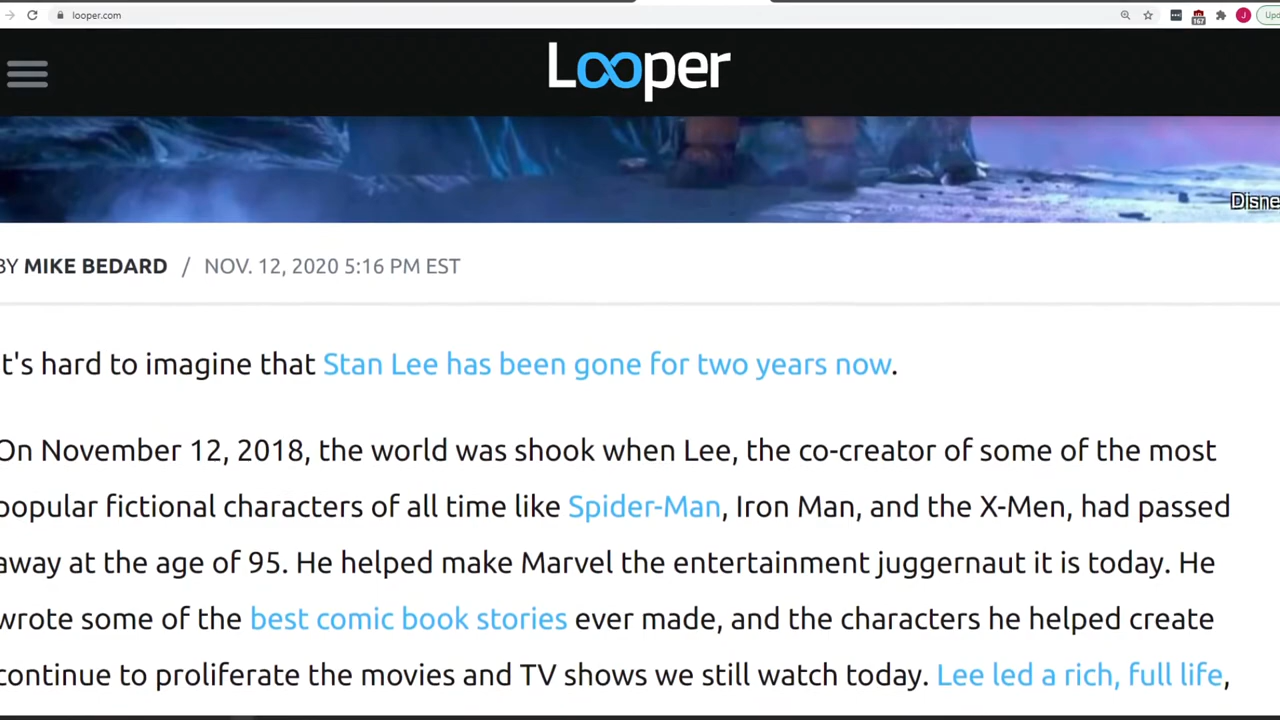 looper.com
167
J
Upd
Looper
Disne
BY MIKE BEDARD / NOV. 12, 2020 5:16 PM EST
t's hard to imagine that Stan Lee has been gone for two years now.
On November 12, 2018, the world was shook when Lee, the co-creator of some of the most
popular fictional characters of all time like Spider-Man, Iron Man, and the X-Men, had passed
away at the age of 95. He helped make Marvel the entertainment juggernaut it is today. He
wrote some of the best comic book stories ever made, and the characters he helped create
continue to proliferate the movies and TV shows we still watch today. Lee led a rich, full life,